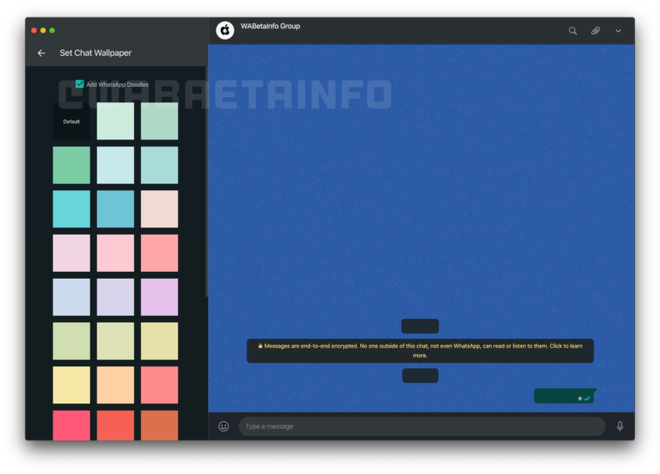 WABetaInfo Group
Set Chat Wallpaper
Add WhatsApp Doodles
@WABETAINFO
Default
🔒 Messages are end-to-end encrypted. No one outside of this chat, not even WhatsApp, can read or listen to them. Click to learn
more.
Type a message